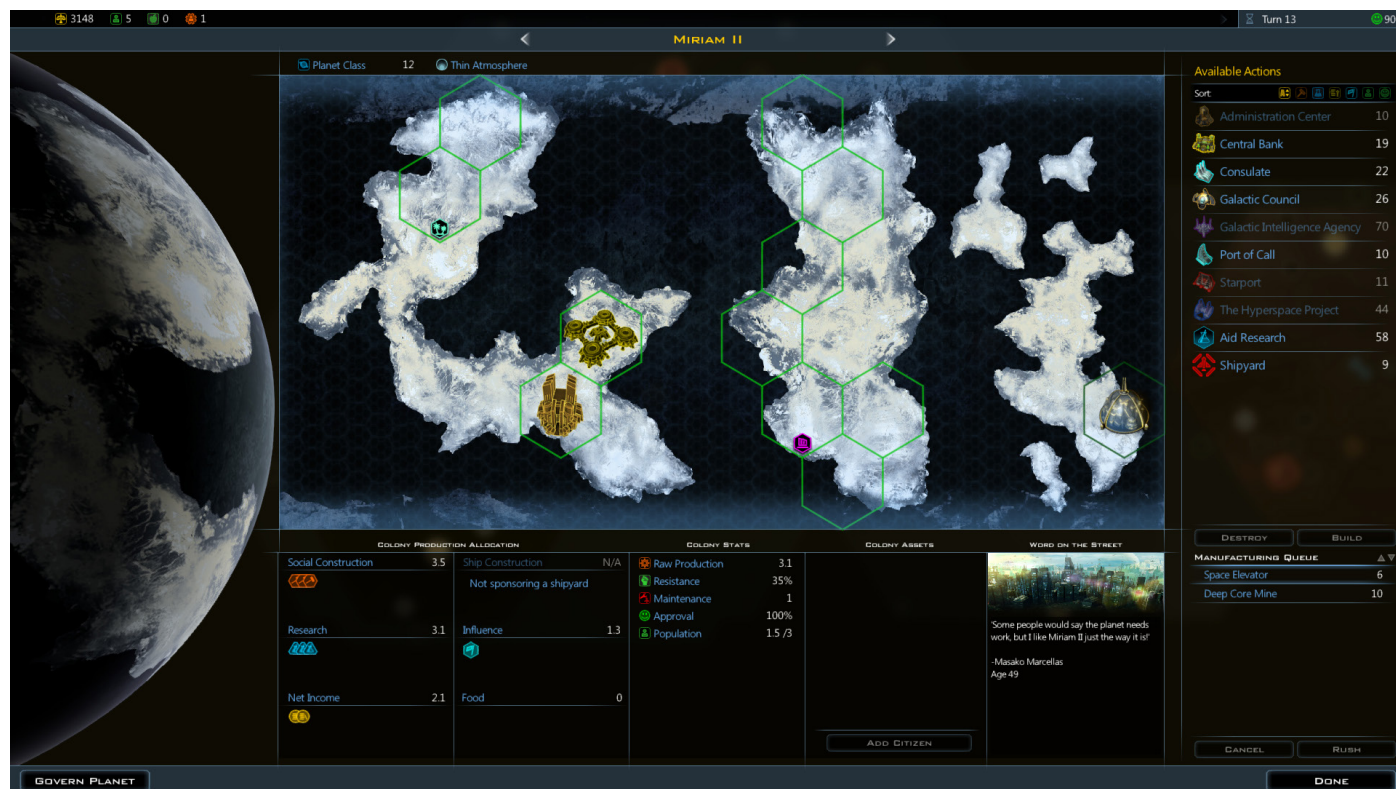 3148 5 0 1 Turn 13 90
Miriam II
Planet Class 12 Thin Atmosphere
Available Actions
Sort:
Administration Center 10
Central Bank 19
Consulate 22
Galactic Council 26
Galactic Intelligence Agency 70
Port of Call 10
Starport 11
The Hyperspace Project 44
Aid Research 58
Shipyard 9
Destroy Build
Manufacturing Queue
Space Elevator 6
Deep Core Mine 10
Cancel Rush
Colony Production Allocation
Social Construction 3.5
Ship Construction N/A
Not sponsoring a shipyard
Research 3.1
Influence 1.3
Net Income 2.1
Food 0
Colony Stats
Raw Production 3.1
Resistance 35%
Maintenance 1
Approval 100%
Population 1.5 /3
Colony Assets
Add Citizen
Word on the Street
'Some people would say the planet needs
work, but I like Miriam II just the way it is!'
-Masako Marcellas
Age 49
Govern Planet
Done